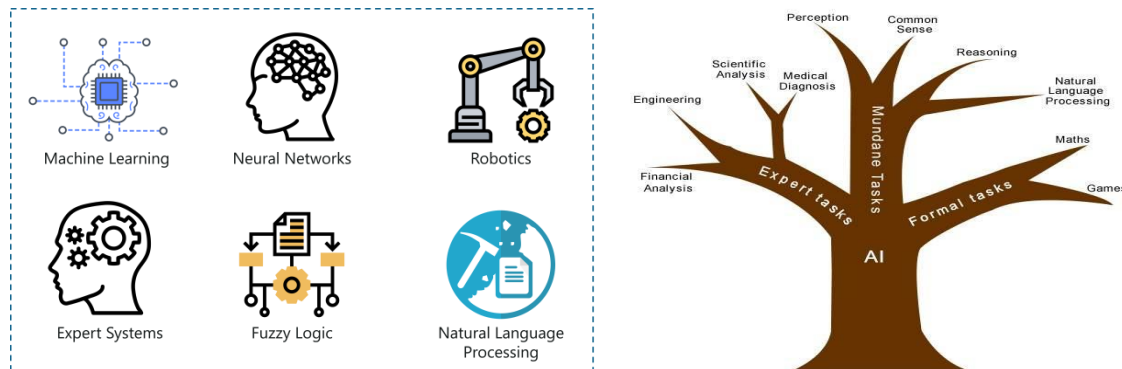 Machine Learning
Neural Networks
Robotics
Expert Systems
Fuzzy Logic
Natural Language
Processing
Perception
Common
Sense
Reasoning
Scientific
Analysis
Medical
Diagnosis
Natural
Language
Processing
Engineering
Maths
Financial
Analysis
Games
Expert tasks
Mundane Tasks
Formal tasks
AI